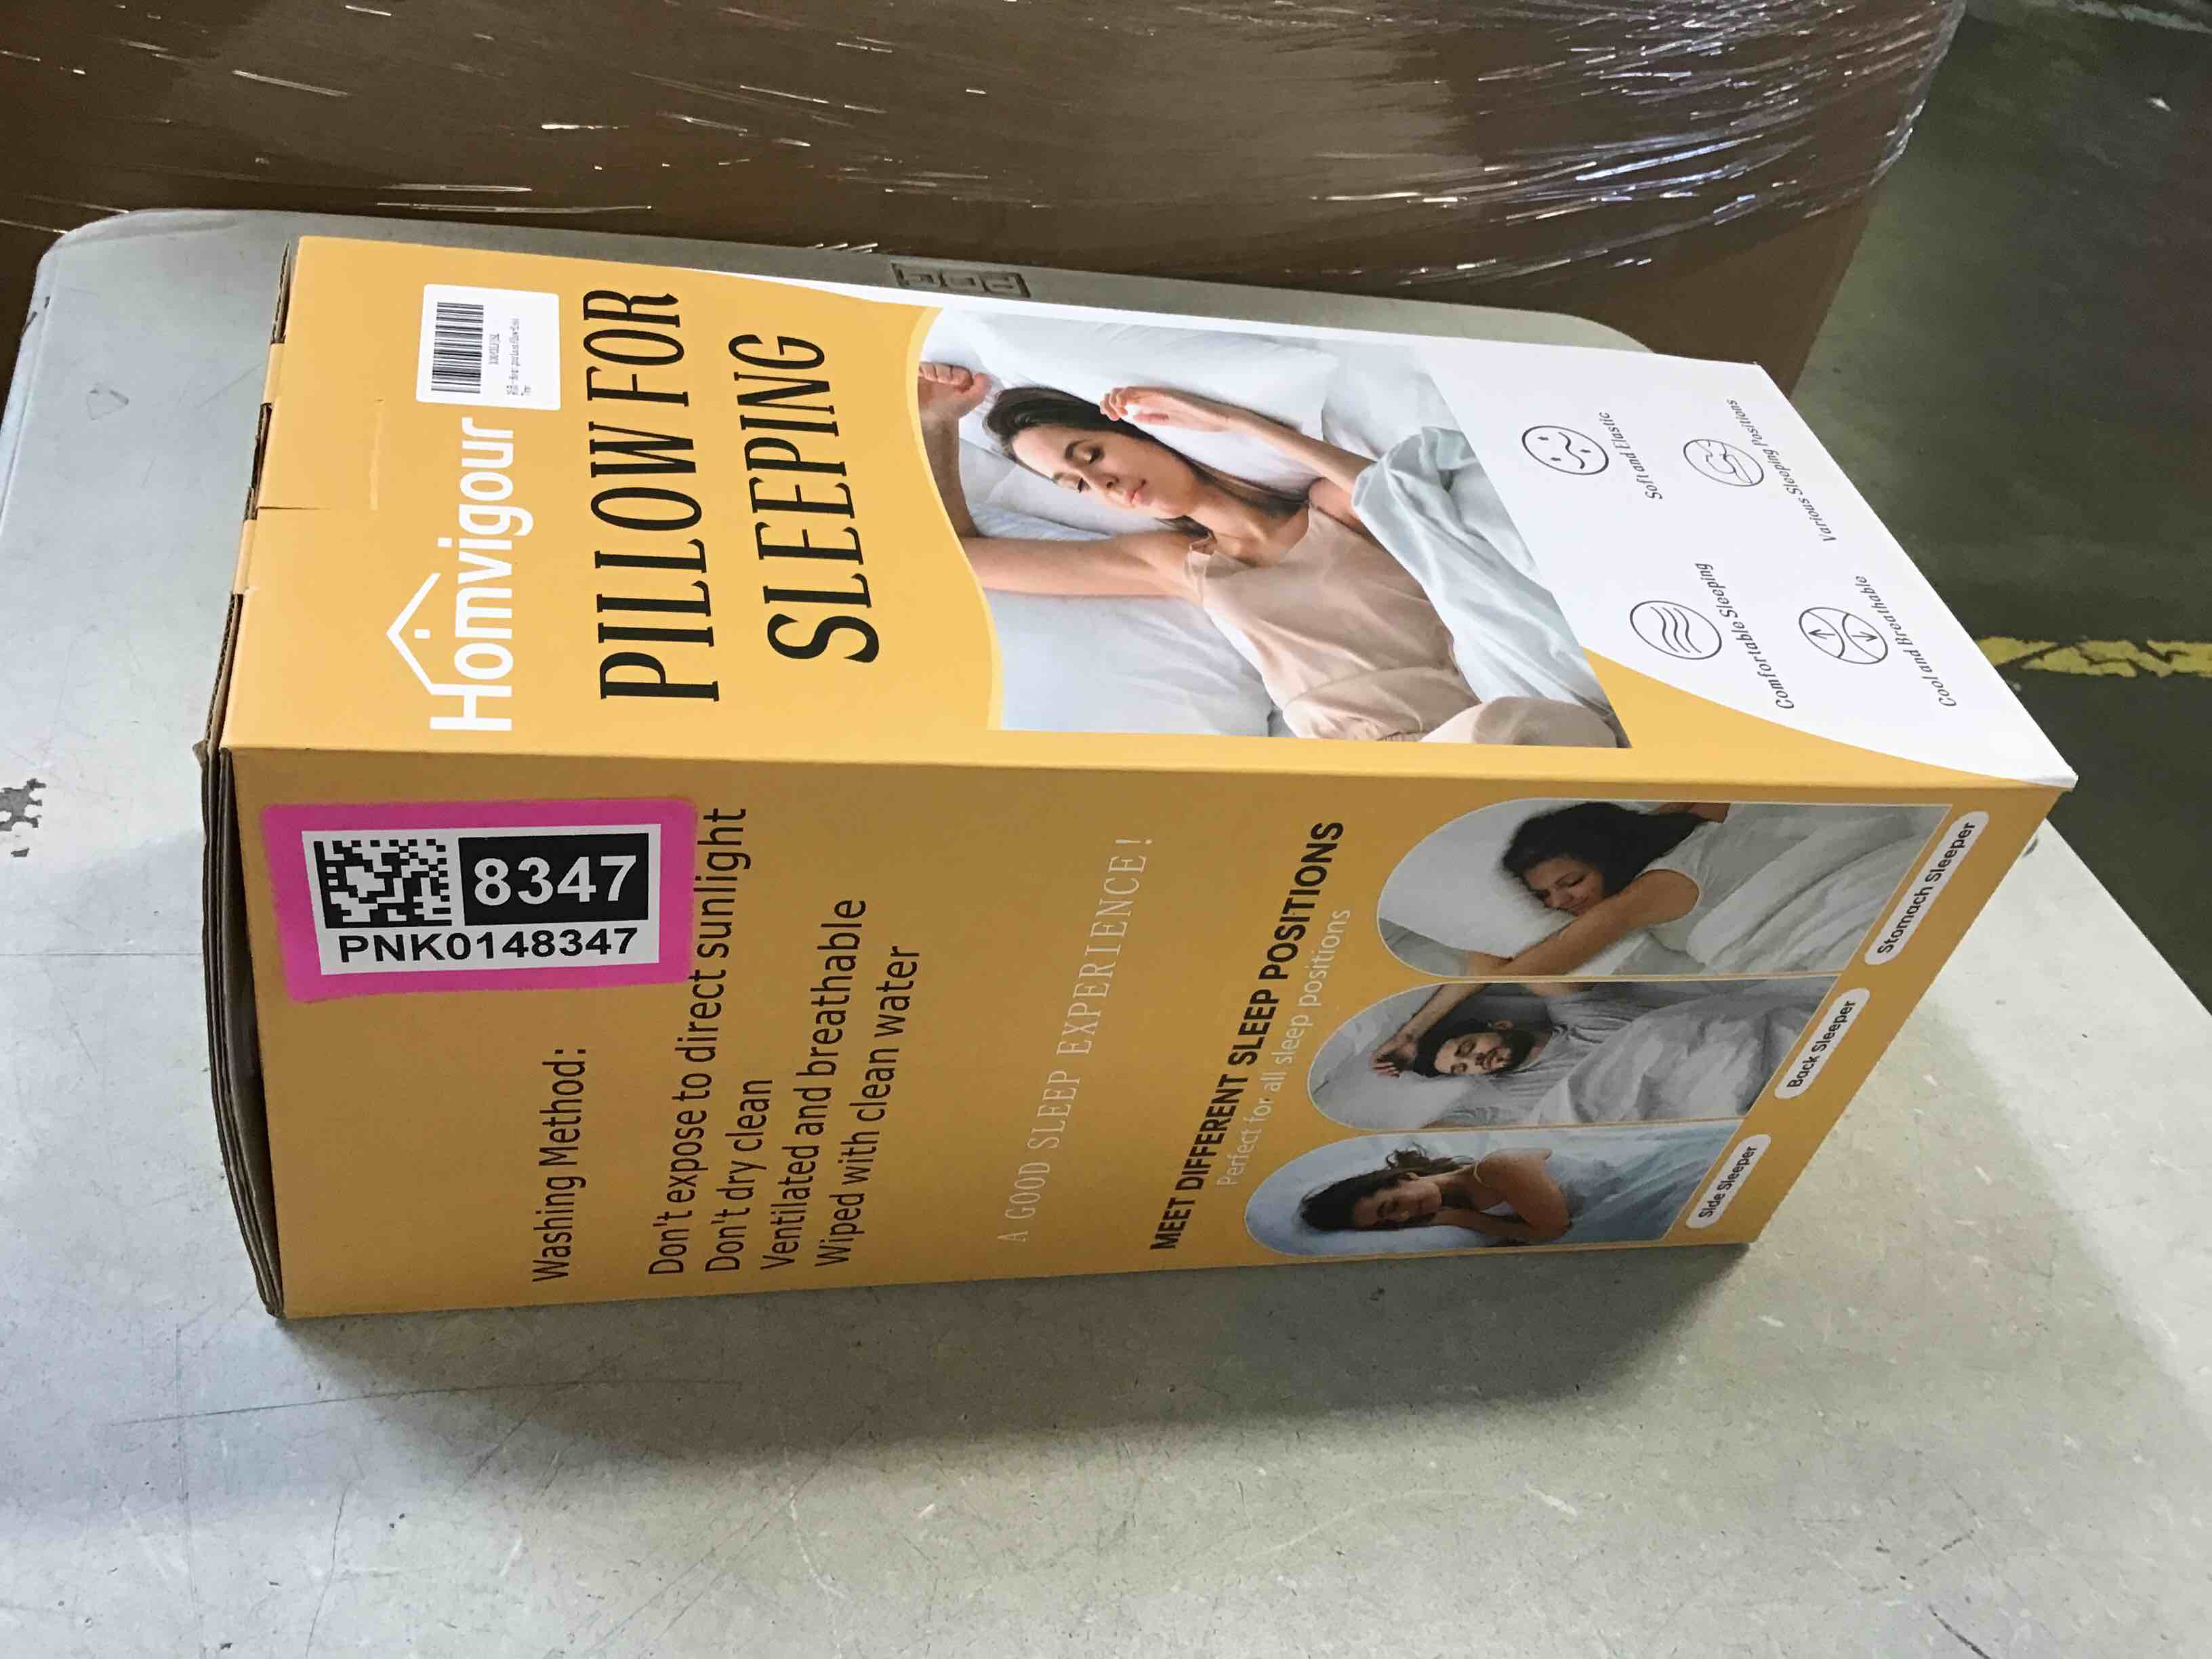 Homvigour
PILLOW FOR
SLEEPING
Soft and Elastic
Comfortable Sleeping
Various Sleeping Positions
Cool and Breathable
8347
PNK0148347
Washing Method:
Don't expose to direct sunlight
Don't dry clean
Ventilated and breathable
Wiped with clean water
A GOOD SLEEP EXPERIENCE!
MEET DIFFERENT SLEEP POSITIONS
Perfect for all sleep positions
Side Sleeper
Back Sleeper
Stomach Sleeper